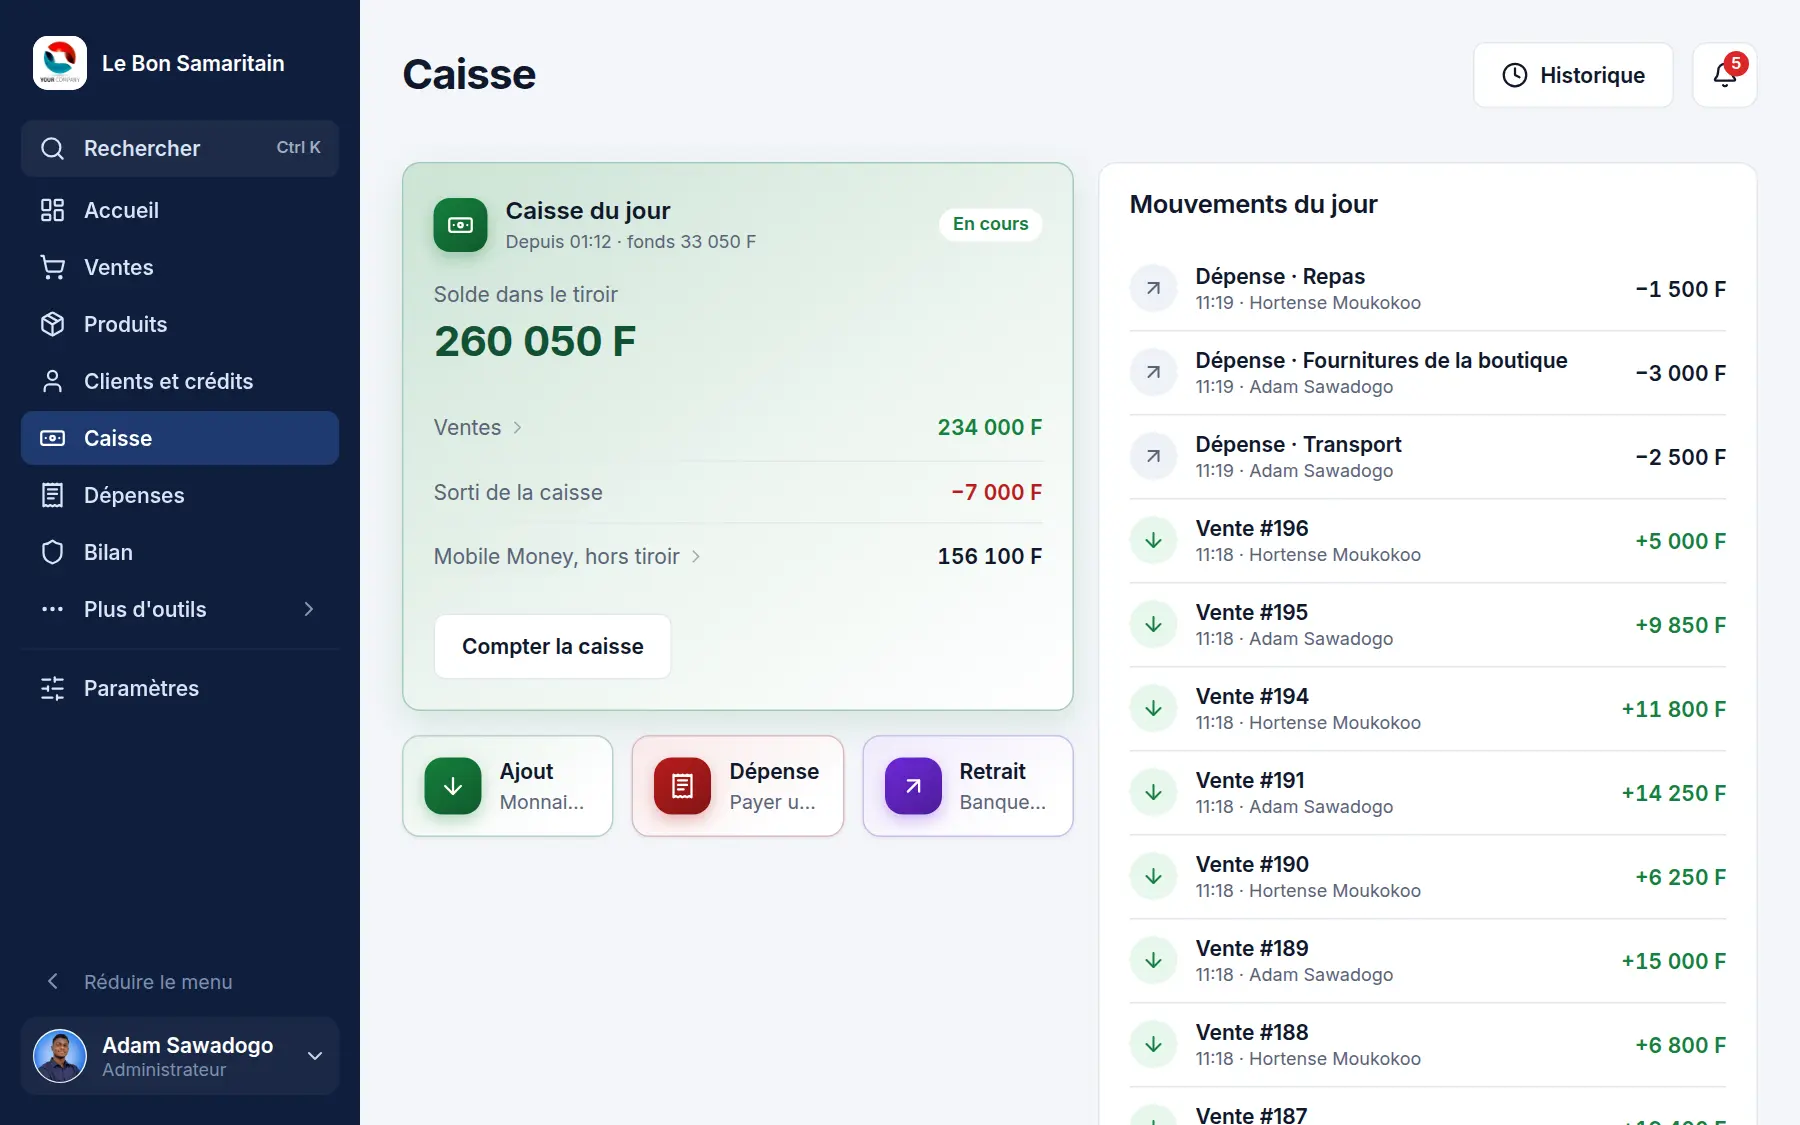 YOUR COMPANY
Le Bon Samaritain
Rechercher Ctrl K
Accueil
Ventes
Produits
Clients et crédits
Caisse
Dépenses
Bilan
Plus d'outils
Paramètres
Réduire le menu
Adam Sawadogo
Administrateur
Caisse
Historique
5
Caisse du jour
Depuis 01:12 · fonds 33 050 F
En cours
Solde dans le tiroir
260 050 F
Ventes 234 000 F
Sorti de la caisse −7 000 F
Mobile Money, hors tiroir 156 100 F
Compter la caisse
Ajout
Monnai...
Dépense
Payer u...
Retrait
Banque...
Mouvements du jour
Dépense · Repas
11:19 · Hortense Moukokoo
−1 500 F
Dépense · Fournitures de la boutique
11:19 · Adam Sawadogo
−3 000 F
Dépense · Transport
11:19 · Adam Sawadogo
−2 500 F
Vente #196
11:18 · Hortense Moukokoo
+5 000 F
Vente #195
11:18 · Adam Sawadogo
+9 850 F
Vente #194
11:18 · Hortense Moukokoo
+11 800 F
Vente #191
11:18 · Adam Sawadogo
+14 250 F
Vente #190
11:18 · Hortense Moukokoo
+6 250 F
Vente #189
11:18 · Adam Sawadogo
+15 000 F
Vente #188
11:18 · Hortense Moukokoo
+6 800 F
Vente #187